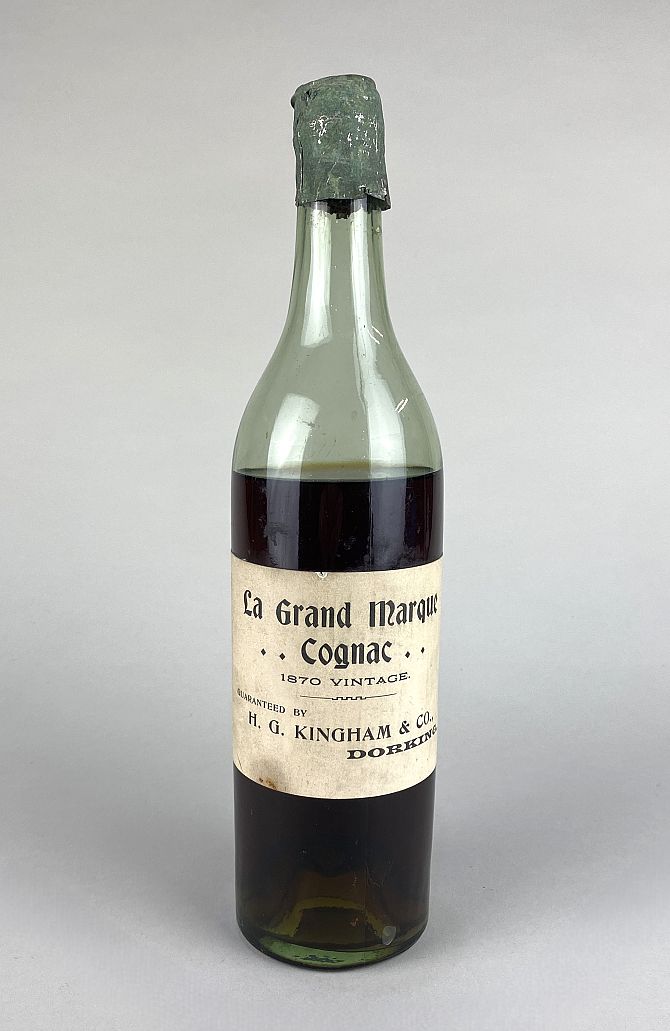 La Grand Marque
. . Cognac . .
1870 VINTAGE.
GUARANTEED BY
H. G. KINGHAM & CO.,
DORKING.